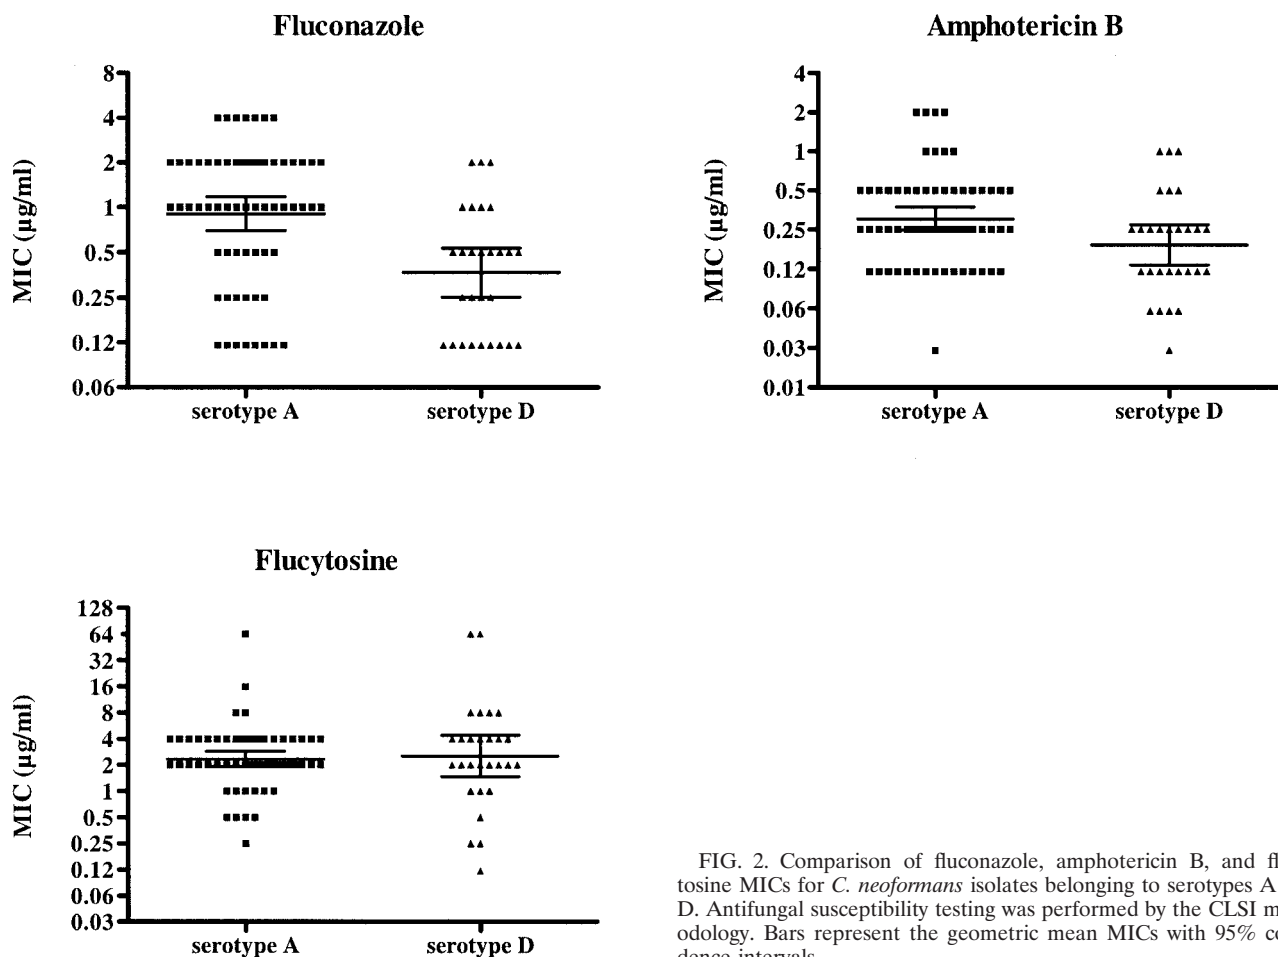 Fluconazole
MIC (µg/ml)
8
4
2
1
0.5
0.25
0.12
0.06
serotype A
serotype D
Amphotericin B
MIC (µg/ml)
4
2
1
0.5
0.25
0.12
0.06
0.03
0.01
serotype A
serotype D
Flucytosine
MIC (µg/ml)
128
64
32
16
8
4
2
1
0.5
0.25
0.12
0.06
0.03
serotype A
serotype D
FIG. 2. Comparison of fluconazole, amphotericin B, and flu
tosine MICs for C. neoformans isolates belonging to serotypes A
D. Antifungal susceptibility testing was performed by the CLSI m
odology. Bars represent the geometric mean MICs with 95% co
dence intervals